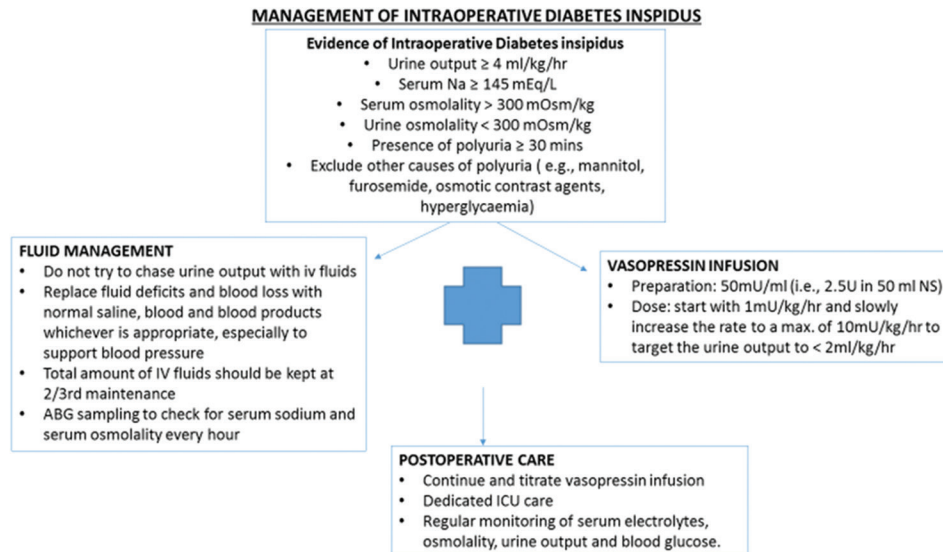 MANAGEMENT OF INTRAOPERATIVE DIABETES INSPIDUS
Evidence of Intraoperative Diabetes insipidus
• Urine output ≥ 4 ml/kg/hr
• Serum Na ≥ 145 mEq/L
• Serum osmolality > 300 mOsm/kg
• Urine osmolality < 300 mOsm/kg
• Presence of polyuria ≥ 30 mins
• Exclude other causes of polyuria ( e.g., mannitol,
furosemide, osmotic contrast agents,
hyperglycaemia)
FLUID MANAGEMENT
• Do not try to chase urine output with iv fluids
• Replace fluid deficits and blood loss with
normal saline, blood and blood products
whichever is appropriate, especially to
support blood pressure
• Total amount of IV fluids should be kept at
2/3rd maintenance
• ABG sampling to check for serum sodium and
serum osmolality every hour
VASOPRESSIN INFUSION
• Preparation: 50mU/ml (i.e., 2.5U in 50 ml NS)
• Dose: start with 1mU/kg/hr and slowly
increase the rate to a max. of 10mU/kg/hr to
target the urine output to < 2ml/kg/hr
POSTOPERATIVE CARE
• Continue and titrate vasopressin infusion
• Dedicated ICU care
• Regular monitoring of serum electrolytes,
osmolality, urine output and blood glucose.